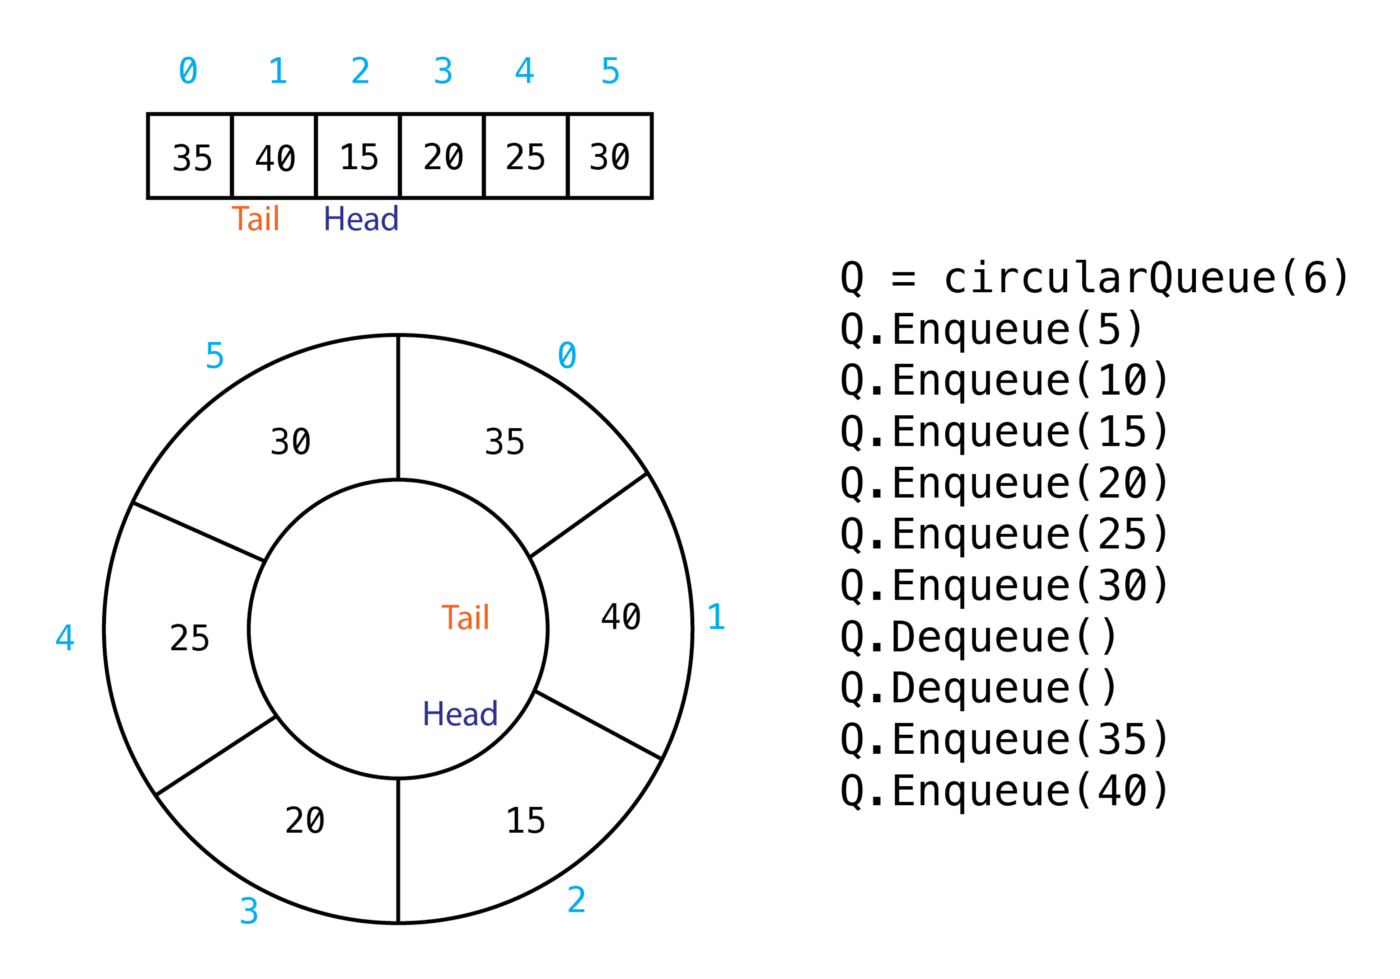 0 1 2 3 4 5
35 40 15 20 25 30
Tail Head
Q = circularQueue(6)
Q.Enqueue(5)
Q.Enqueue(10)
Q.Enqueue(15)
Q.Enqueue(20)
Q.Enqueue(25)
Q.Enqueue(30)
Q.Dequeue()
Q.Dequeue()
Q.Enqueue(35)
Q.Enqueue(40)
5 0
30 35
Tail 40 1
4 25
Head
20 15
3 2